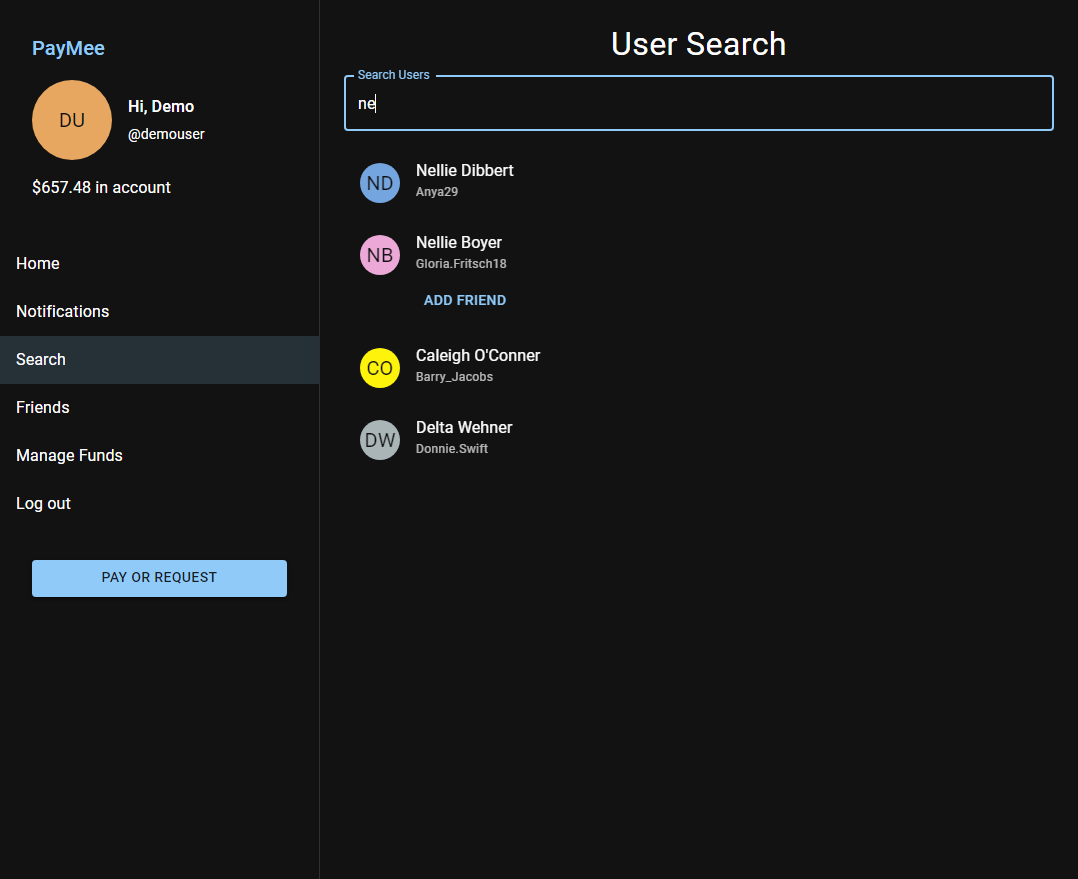 PayMee
DU
Hi, Demo
@demouser
$657.48 in account
Home
Notifications
Search
Friends
Manage Funds
Log out
PAY OR REQUEST
User Search
Search Users
ne
ND
Nellie Dibbert
Anya29
NB
Nellie Boyer
Gloria.Fritsch18
ADD FRIEND
CO
Caleigh O'Conner
Barry_Jacobs
DW
Delta Wehner
Donnie.Swift